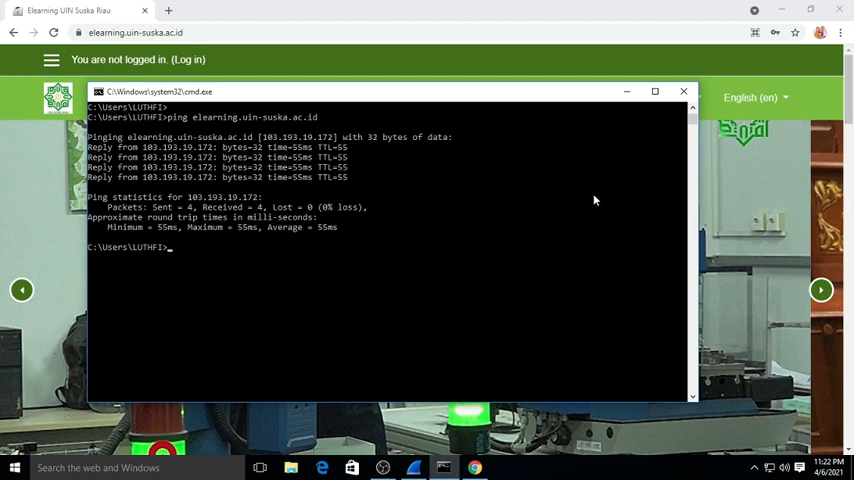 Elearning UIN Suska Riau
elearning.uin-suska.ac.id
You are not logged in. (Log in)
C:\Windows\system32\cmd.exe
English (en)
C:\Users\LUTHFI>
C:\Users\LUTHFI>ping elearning.uin-suska.ac.id
Pinging elearning.uin-suska.ac.id [103.193.19.172] with 32 bytes of data:
Reply from 103.193.19.172: bytes=32 time=55ms TTL=55
Reply from 103.193.19.172: bytes=32 time=55ms TTL=55
Reply from 103.193.19.172: bytes=32 time=55ms TTL=55
Reply from 103.193.19.172: bytes=32 time=55ms TTL=55
Ping statistics for 103.193.19.172:
Packets: Sent = 4, Received = 4, Lost = 0 (0% loss),
Approximate round trip times in milli-seconds:
Minimum = 55ms, Maximum = 55ms, Average = 55ms
C:\Users\LUTHFI>_
Search the web and Windows
11:22 PM
4/6/2021